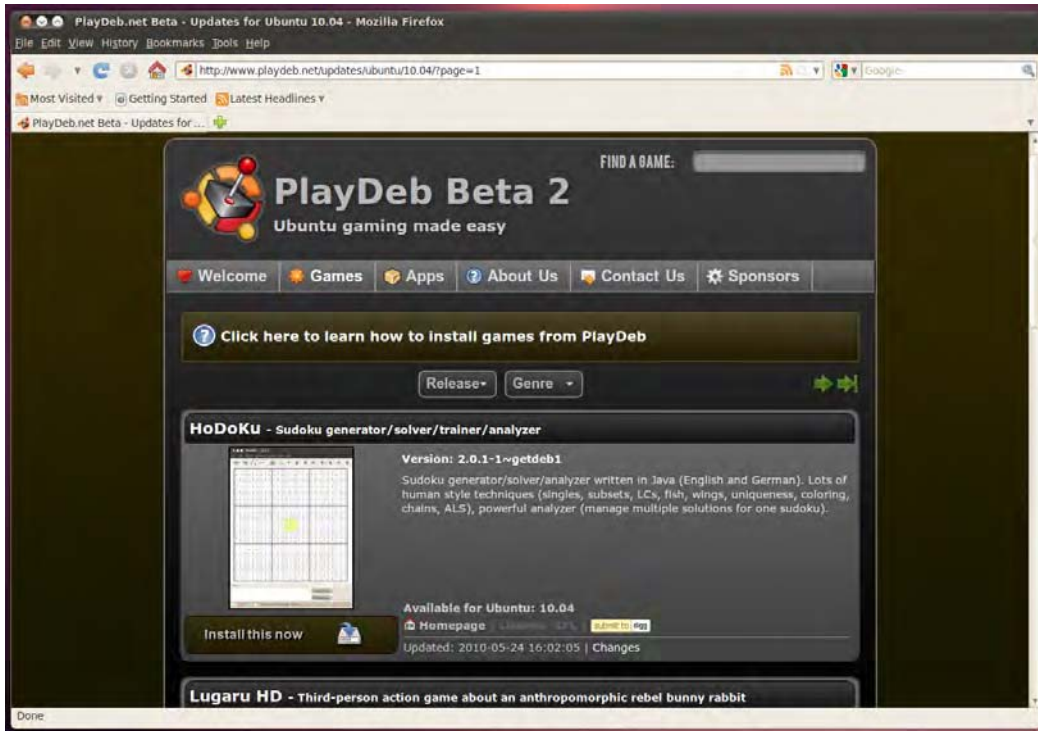 PlayDeb.net Beta - Updates for Ubuntu 10.04 - Mozilla Firefox
File Edit View History Bookmarks Tools Help
http://www.playdeb.net/updates/ubuntu/10.04/?page=1
Google
Most Visited Getting Started Latest Headlines
PlayDeb.net Beta - Updates for ...
FIND A GAME:
PlayDeb Beta 2
Ubuntu gaming made easy
Welcome Games Apps About Us Contact Us Sponsors
Click here to learn how to install games from PlayDeb
Release Genre
HoDoKu - Sudoku generator/solver/trainer/analyzer
Version: 2.0.1-1~getdeb1
Sudoku generator/solver/analyzer written in Java (English and German). Lots of
human style techniques (singles, subsets, LCs, fish, wings, uniqueness, coloring,
chains, ALS), powerful analyzer (manage multiple solutions for one sudoku).
Available for Ubuntu: 10.04
Homepage
submit to digg
Install this now
Updated: 2010-05-24 16:02:05 | Changes
Lugaru HD - Third-person action game about an anthropomorphic rebel bunny rabbit
Done